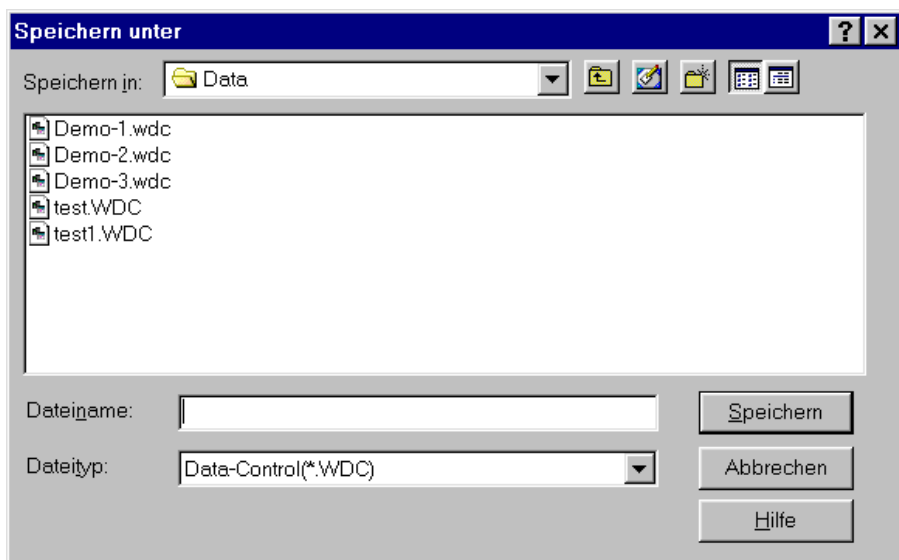 Speichern unter
Speichern in: Data
Demo-1.wdc
Demo-2.wdc
Demo-3.wdc
test.WDC
test1.WDC
Dateiname: Speichern
Dateityp: Data-Control(*.WDC) Abbrechen
Hilfe